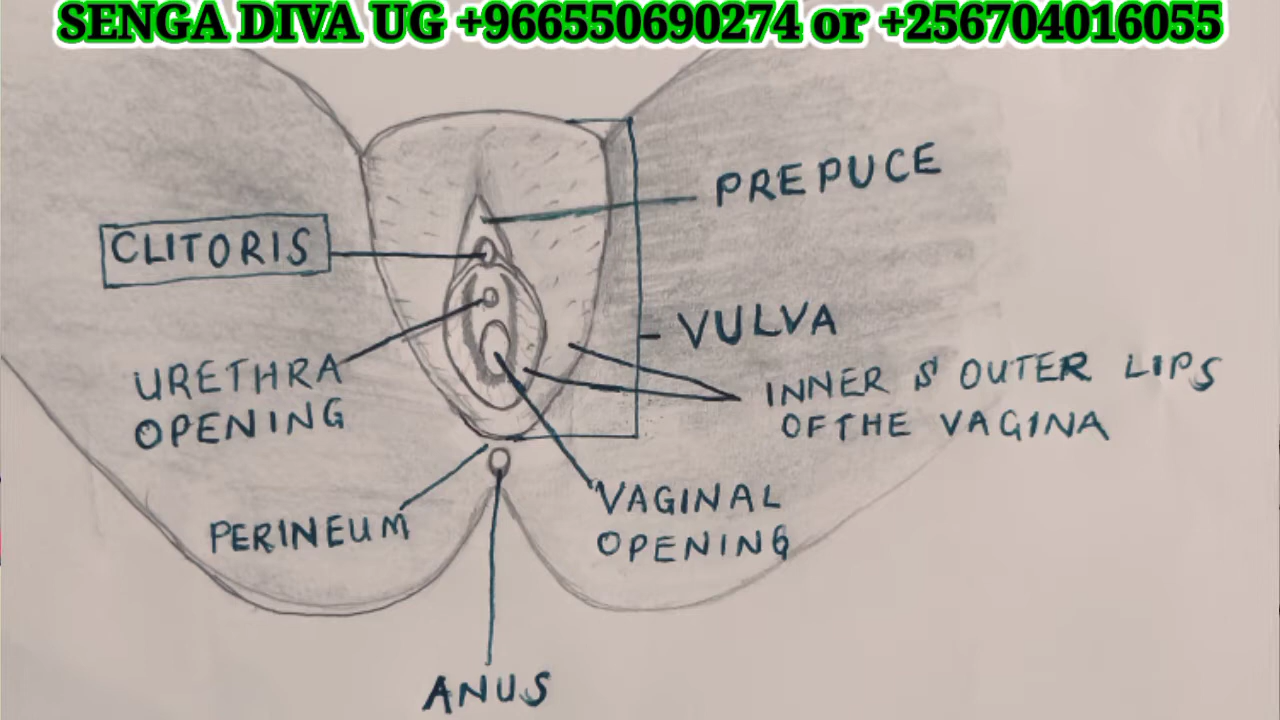 SENGA DIVA UG +966550690274 or +256704016055
PREPUCE
CLITORIS
VULVA
URETHRA
OPENING
INNER & OUTER LIPS
OF THE VAGINA
VAGINAL
OPENING
PERINEUM
ANUS